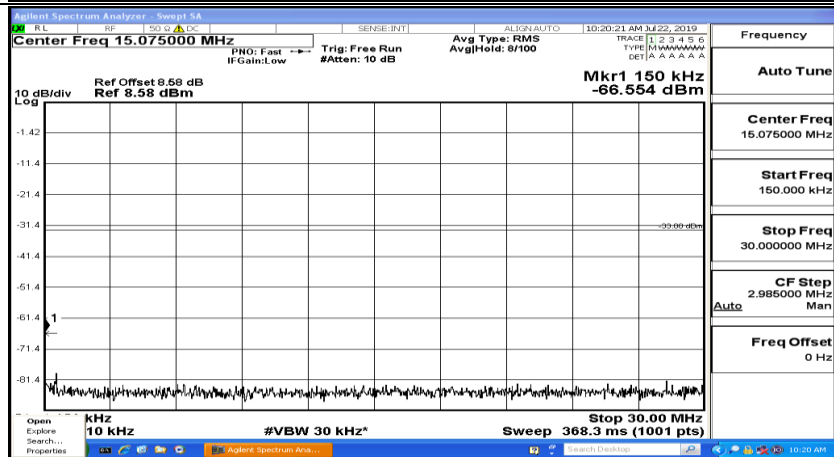 Agilent Spectrum Analyzer - Swept SA
RL RF 50 Ω DC SENSE:INT ALIGN AUTO 10:20:21 AM Jul 22, 2019
Center Freq 15.075000 MHz
PNO: Fast
IFGain:Low
Trig: Free Run
#Atten: 10 dB
Avg Type: RMS
Avg|Hold: 8/100
TRACE 1 2 3 4 5 6
TYPE M WWWWW
DET A A A A A A
Ref Offset 8.58 dB
Ref 8.58 dBm
10 dB/div
Log
Mkr1 150 kHz
-66.554 dBm
-1.42
-11.4
-21.4
-31.4
-33.00 dBm
-41.4
-51.4
-61.4
1
-71.4
-81.4
kHz
10 kHz
#VBW 30 kHz*
Stop 30.00 MHz
Sweep 368.3 ms (1001 pts)
Frequency
Auto Tune
Center Freq
15.075000 MHz
Start Freq
150.000 kHz
Stop Freq
30.000000 MHz
CF Step
2.985000 MHz
Auto Man
Freq Offset
0 Hz
Open
Explore
Search...
Properties
Agilent Spectrum Ana...
Search Desktop
10:20 AM